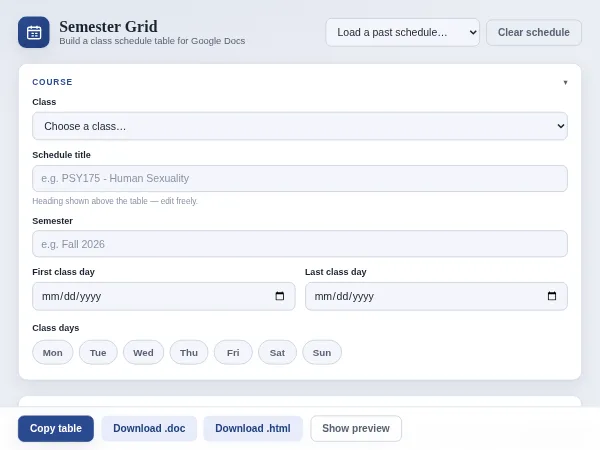 Semester Grid
Build a class schedule table for Google Docs
Load a past schedule…
Clear schedule
COURSE
Class
Choose a class…
Schedule title
e.g. PSY175 - Human Sexuality
Heading shown above the table — edit freely.
Semester
e.g. Fall 2026
First class day
Last class day
mm/dd/yyyy
mm/dd/yyyy
Class days
Mon Tue Wed Thu Fri Sat Sun
Copy table
Download .doc
Download .html
Show preview